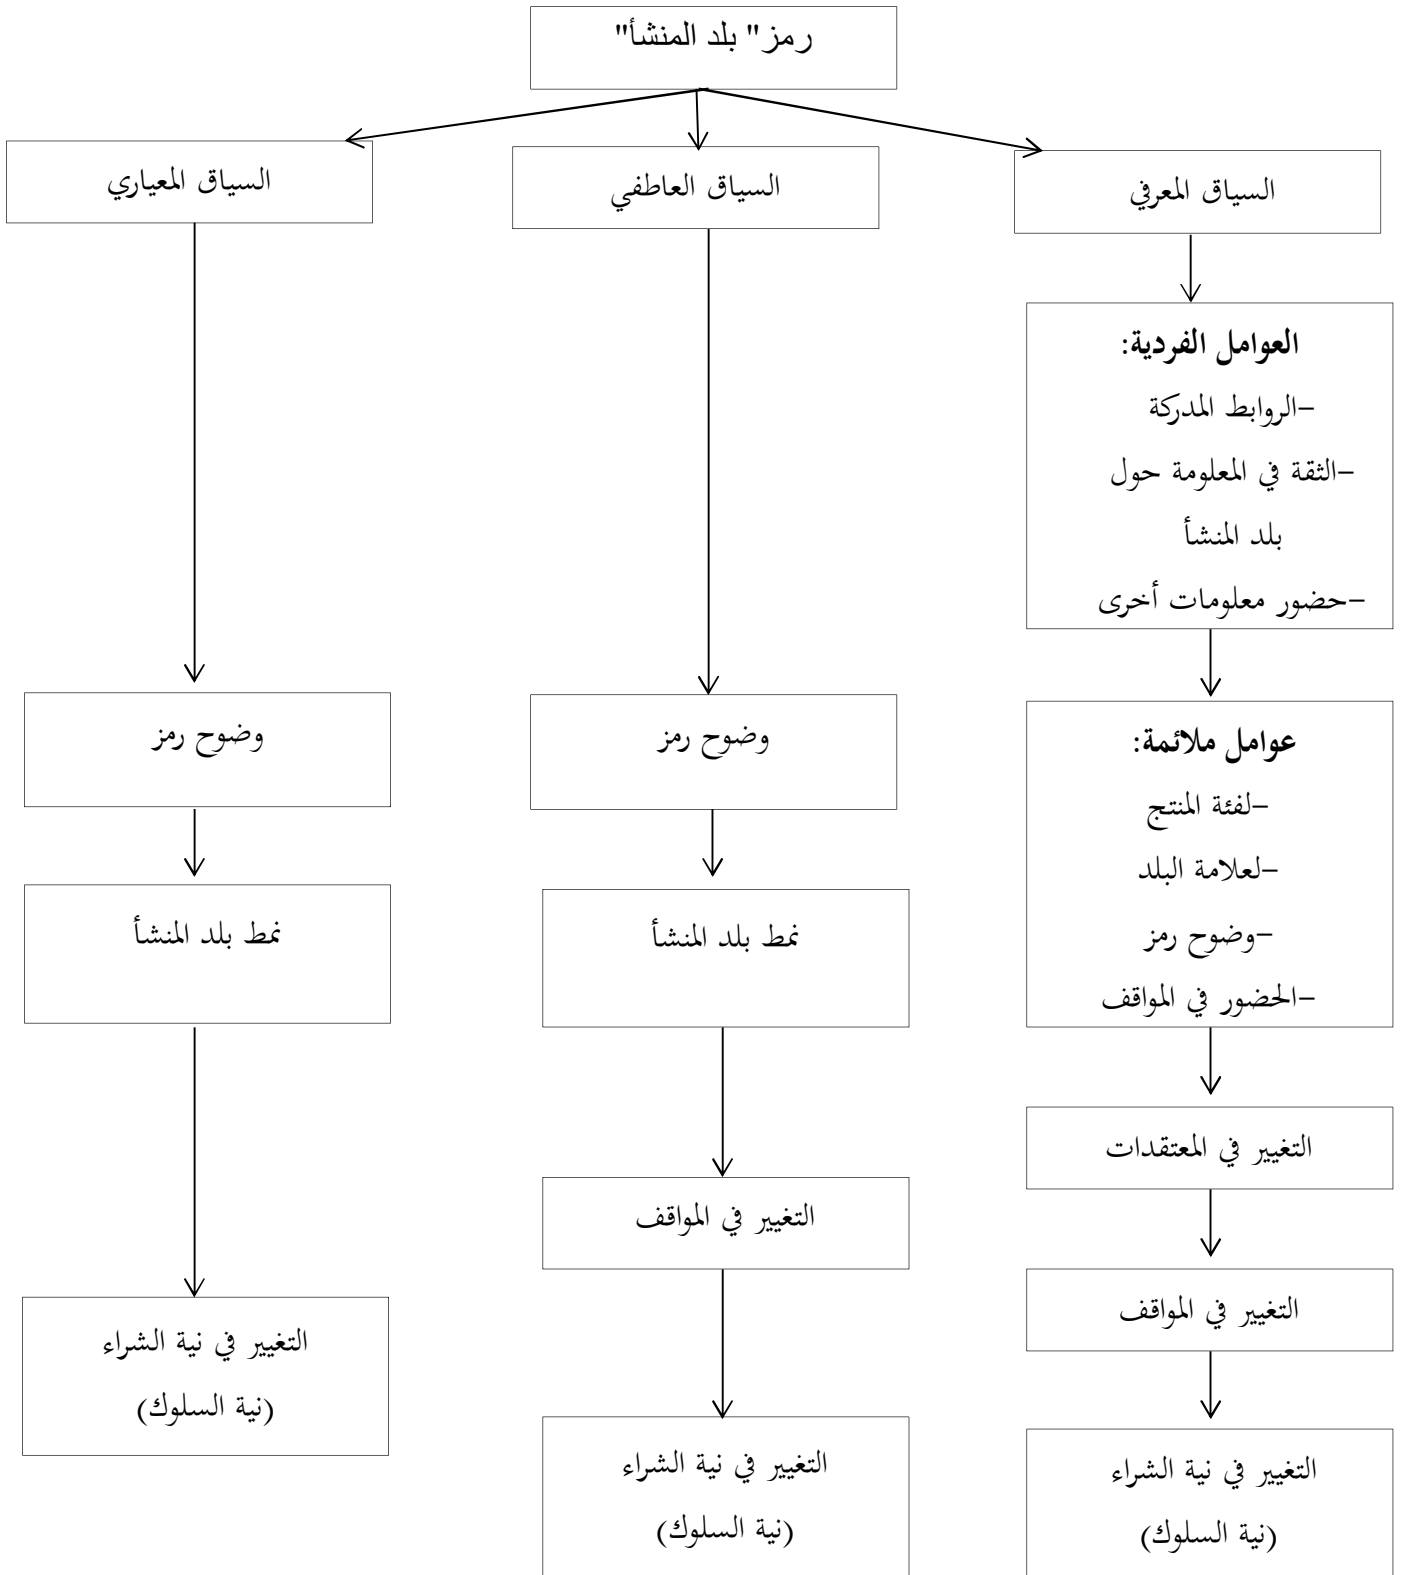 رمز" بلد المنشأ"
السياق المعرفي
السياق العاطفي
السياق المعياري
العوامل الفردية:
-الروابط المدركة
-الثقة في المعلومة حول
بلد المنشأ
-حضور معلومات أخرى
عوامل ملائمة:
-لفئة المنتج
-لعلامة البلد
-وضوح رمز
-الحضور في المواقف
التغيير في المعتقدات
التغيير في المواقف
التغيير في نية الشراء
(نية السلوك)
وضوح رمز
نمط بلد المنشأ
التغيير في المواقف
التغيير في نية الشراء
(نية السلوك)
وضوح رمز
نمط بلد المنشأ
التغيير في نية الشراء
(نية السلوك)